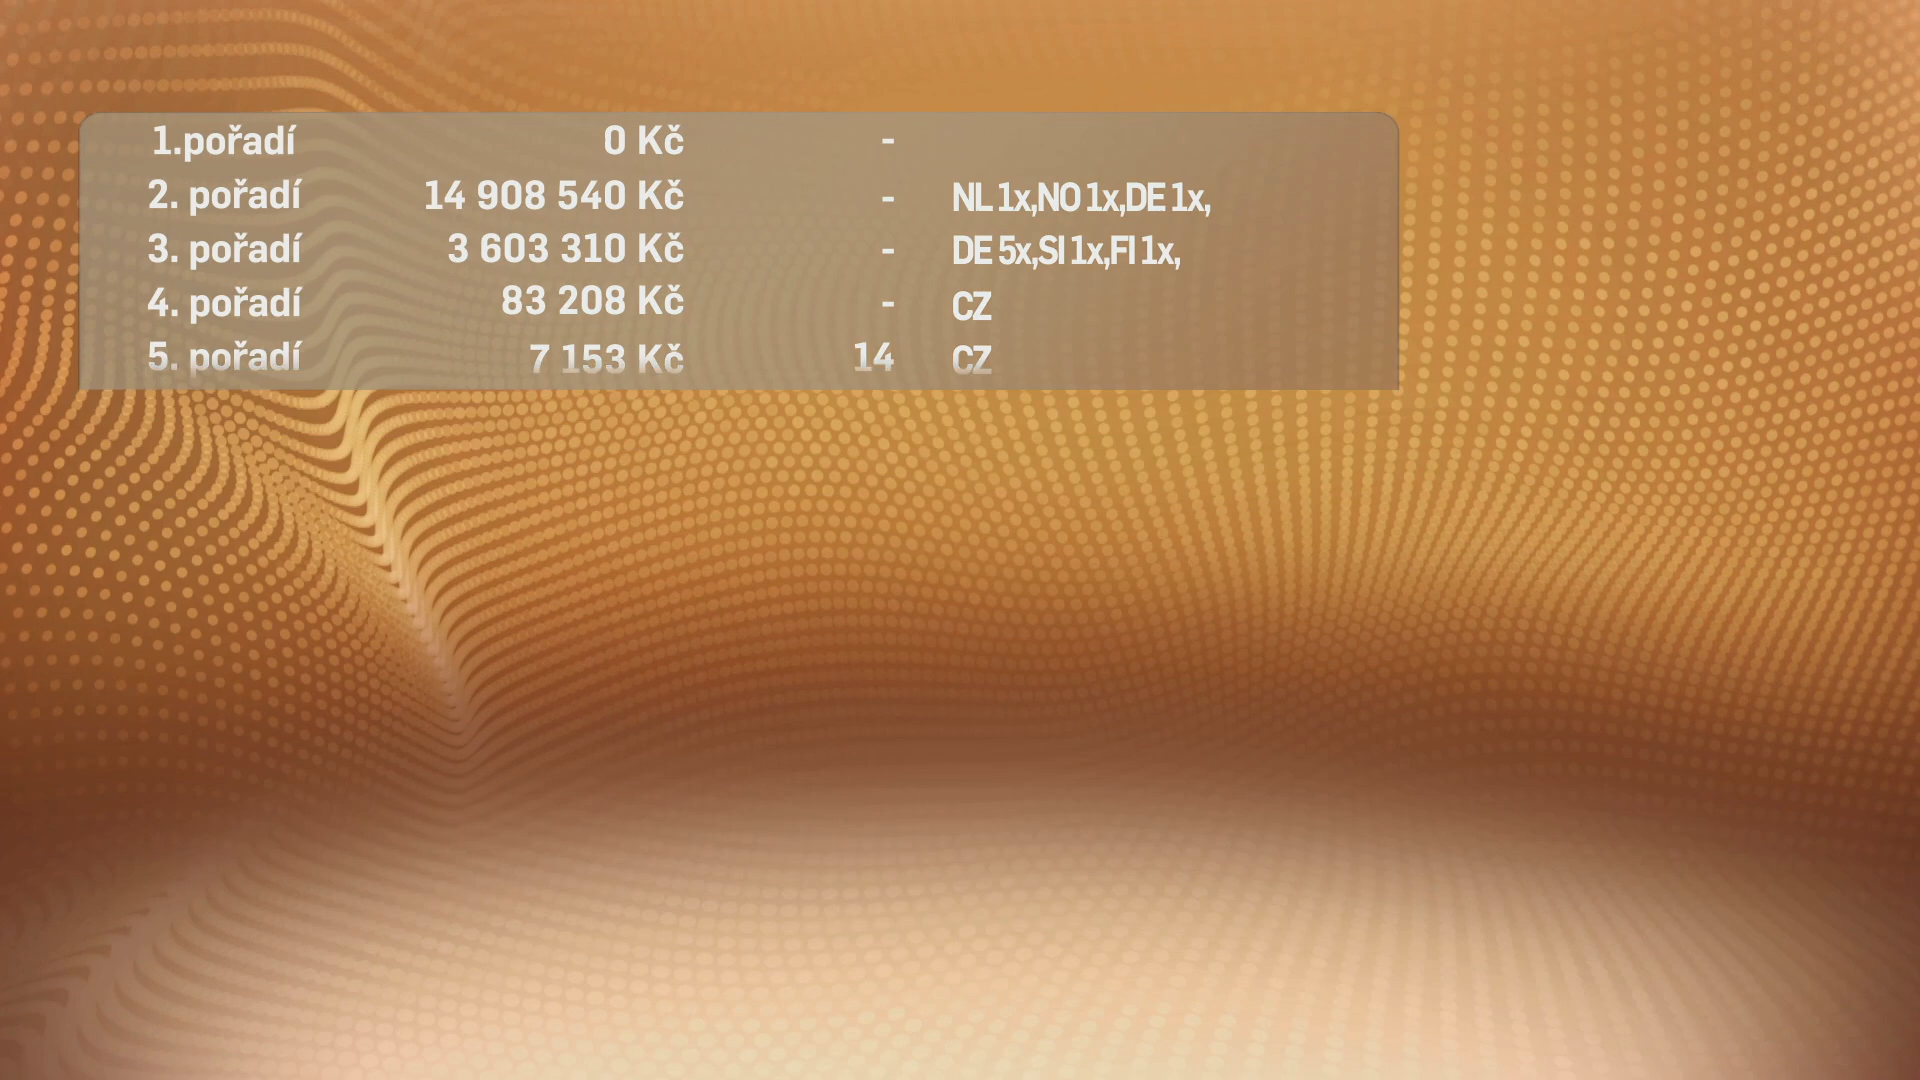 1.pořadí 0 Kč -
2. pořadí 14 908 540 Kč - NL 1x,NO 1x,DE 1x,
3. pořadí 3 603 310 Kč - DE 5x,SI 1x,FI 1x,
4. pořadí 83 208 Kč - CZ
5. pořadí 7 153 Kč 14 CZ